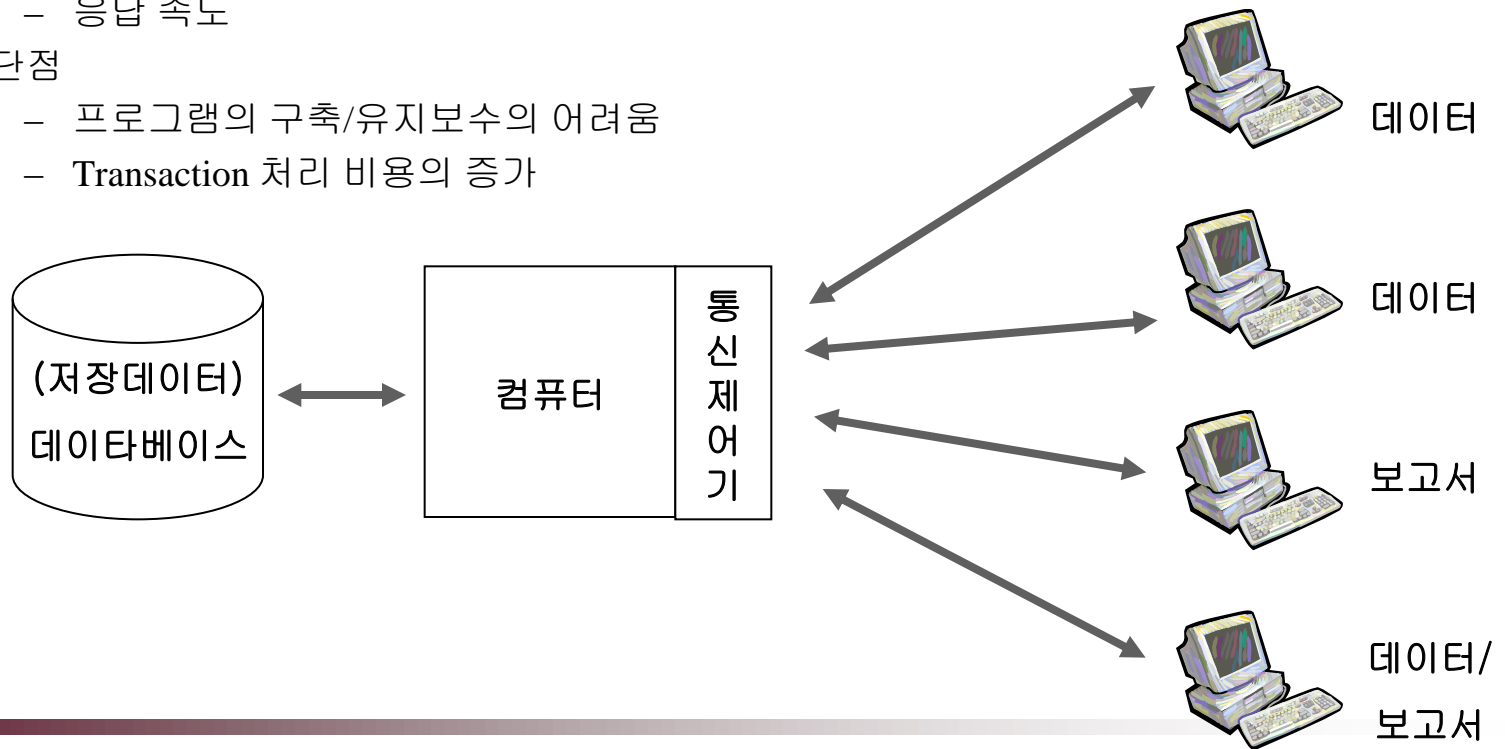 – 응답 속도
단점
– 프로그램의 구축/유지보수의 어려움
– Transaction 처리 비용의 증가
데이터
데이터
(저장데이터)
데이타베이스
컴퓨터
통
신
제
어
기
보고서
데이터/
보고서